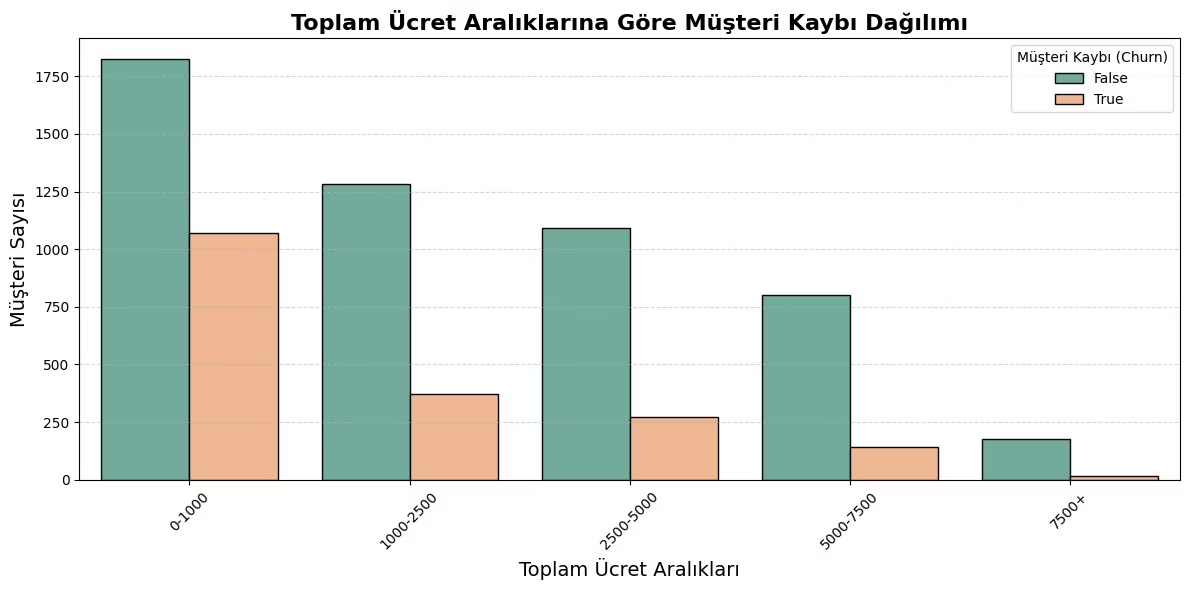 Toplam Ücret Aralıklarına Göre Müşteri Kaybı Dağılımı
Müşteri Kaybı (Churn)
False
True
Müşteri Sayısı
1750
1500
1250
1000
750
500
250
0
0-1000
1000-2500
2500-5000
5000-7500
7500+
Toplam Ücret Aralıkları